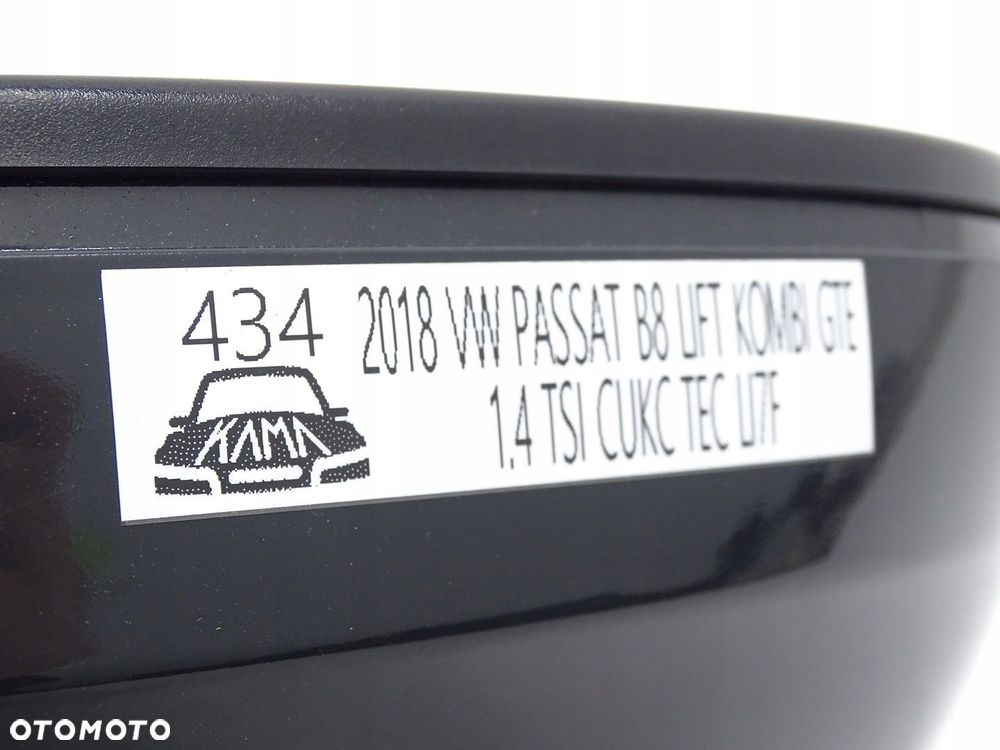 434 2018 VW PASSAT B8 LIFT KOMBI GTE
1.4 TSI CUKC TEC LI7F
KAMA
OTOMOTO